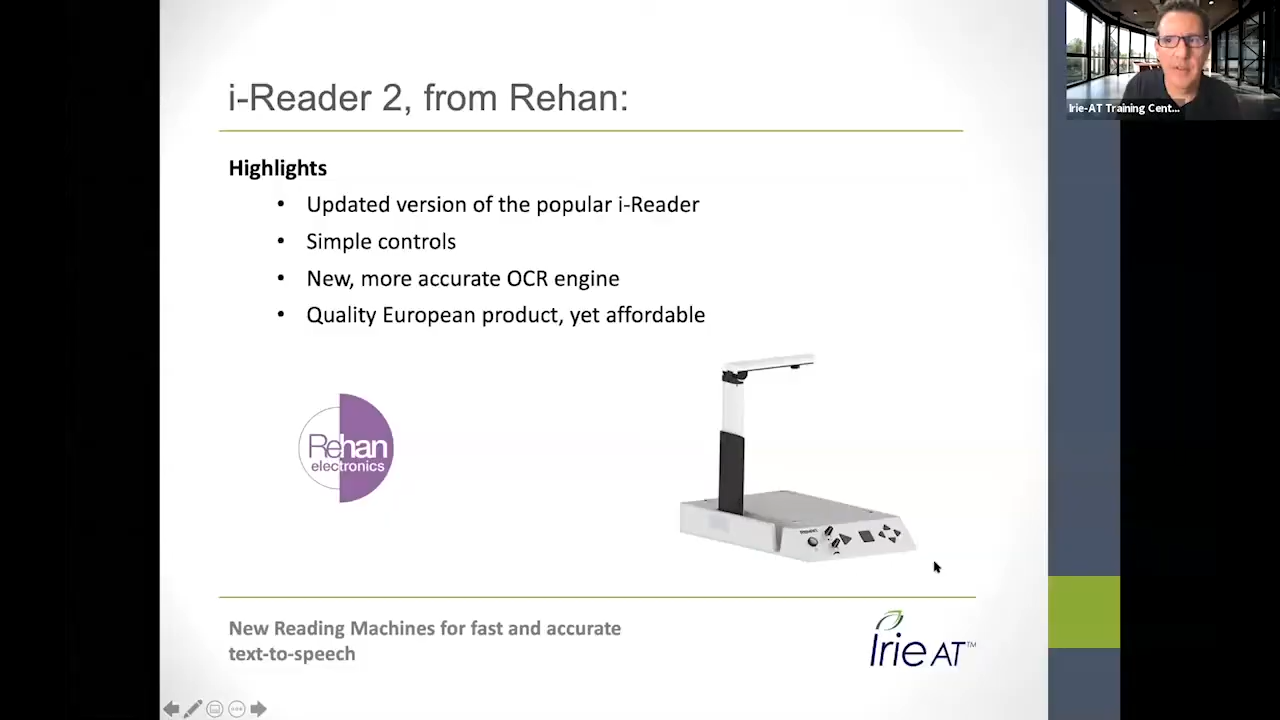 i-Reader 2, from Rehan:
Irie-AT Training Cent...
Highlights
• Updated version of the popular i-Reader
• Simple controls
• New, more accurate OCR engine
• Quality European product, yet affordable
Rehan
electronics
New Reading Machines for fast and accurate
text-to-speech
Irie AT™